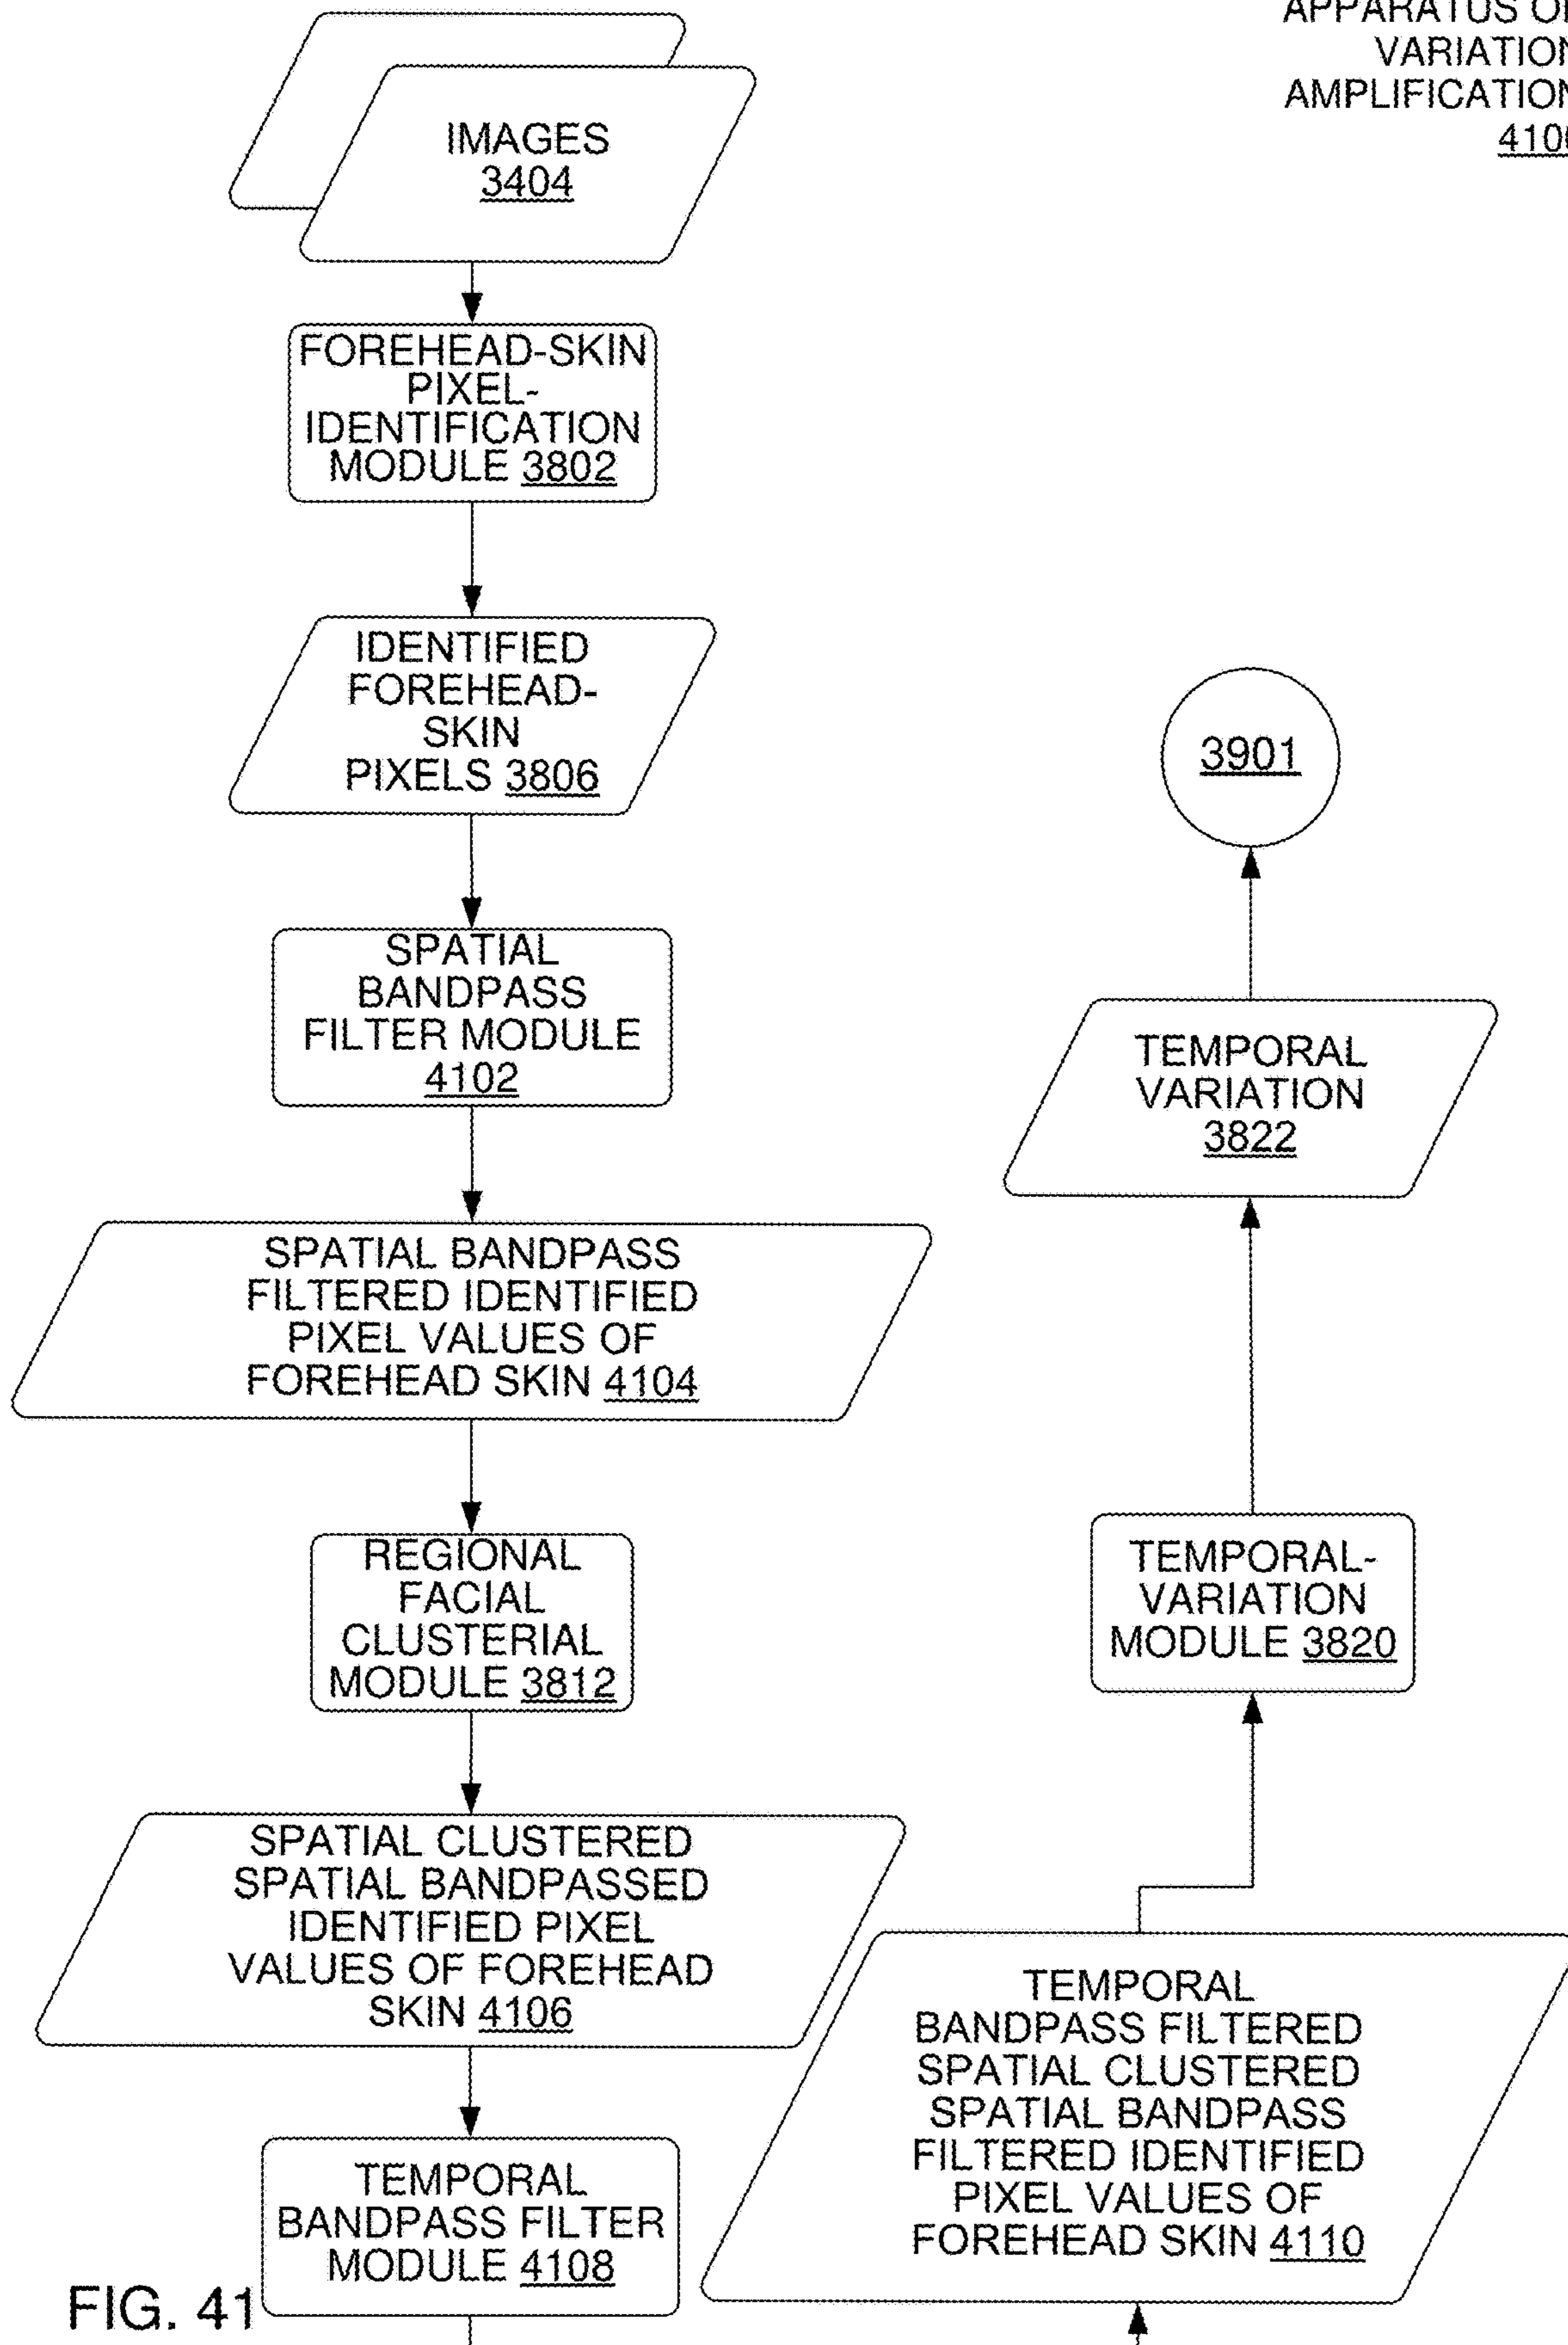 APPARATUS OF
VARIATION
AMPLIFICATION
IMAGES
3404
FOREHEAD-SKIN
PIXEL-
IDENTIFICATION
MODULE 3802
IDENTIFIED
FOREHEAD-
SKIN
PIXELS 3806
SPATIAL
BANDPASS
FILTER MODULE
4102
SPATIAL BANDPASS
FILTERED IDENTIFIED
PIXEL VALUES OF
FOREHEAD SKIN 4104
REGIONAL
FACIAL
CLUSTERIAL
MODULE 3812
SPATIAL CLUSTERED
SPATIAL BANDPASSED
IDENTIFIED PIXEL
VALUES OF FOREHEAD
SKIN 4106
TEMPORAL
BANDPASS FILTER
MODULE 4108
TEMPORAL
BANDPASS FILTERED
SPATIAL CLUSTERED
SPATIAL BANDPASS
FILTERED IDENTIFIED
PIXEL VALUES OF
FOREHEAD SKIN 4110
TEMPORAL-
VARIATION
MODULE 3820
TEMPORAL
VARIATION
3822
3901
FIG. 41